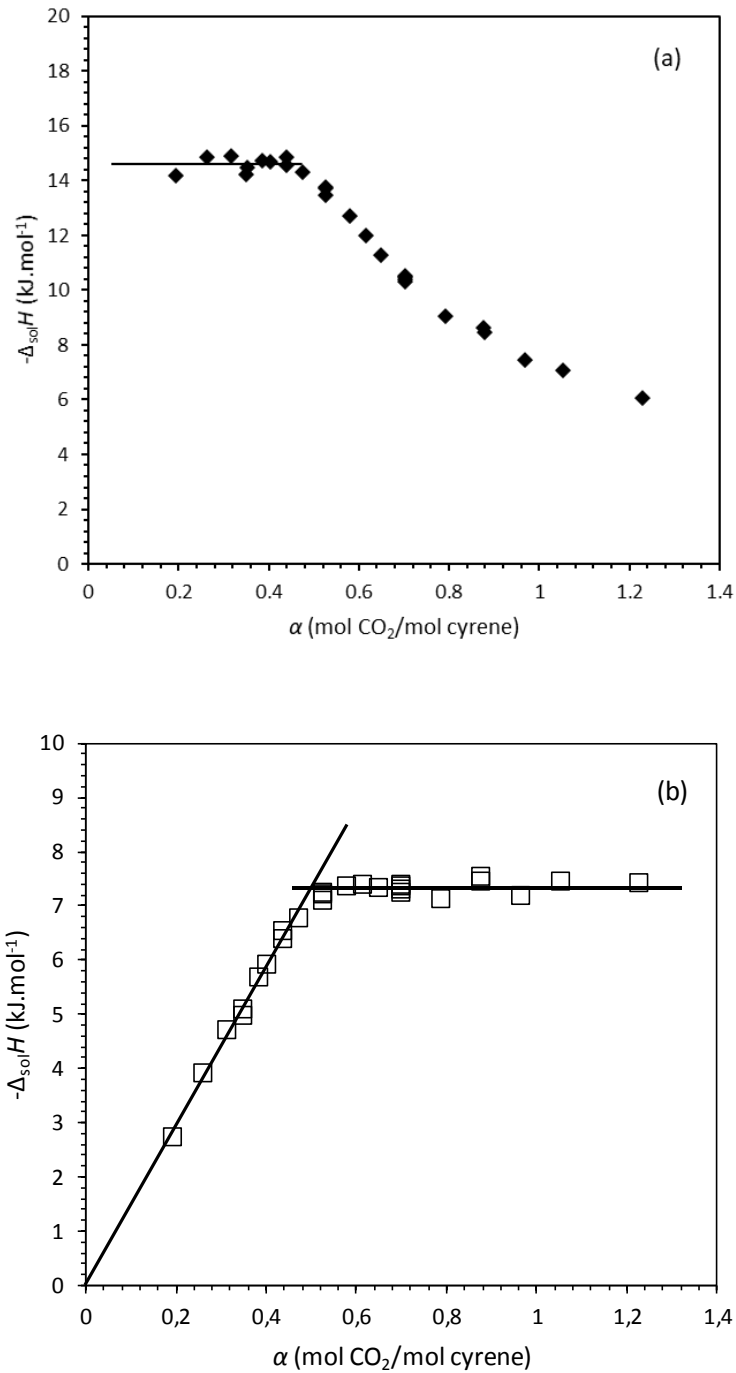 20
18
16
14
12
10
8
6
4
2
0
(a)
-ΔsolH (kJ.mol-1)
0 0.2 0.4 0.6 0.8 1 1.2 1.4
α (mol CO2/mol cyrene)
10
9
8
7
6
5
4
3
2
1
0
(b)
-ΔsolH (kJ.mol-1)
0 0,2 0,4 0,6 0,8 1 1,2 1,4
α (mol CO2/mol cyrene)